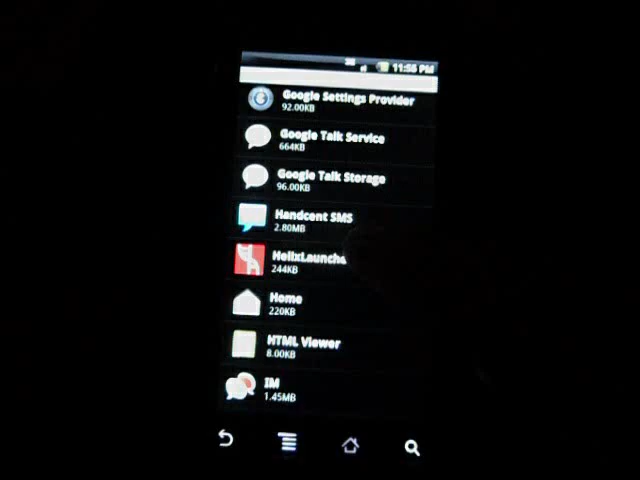 11:55 PM
Google Settings Provider
92.00KB
Google Talk Service
664KB
Google Talk Storage
96.00KB
Handcent SMS
2.80MB
HelixLaunche
244KB
Home
220KB
HTML Viewer
8.00KB
IM
1.45MB